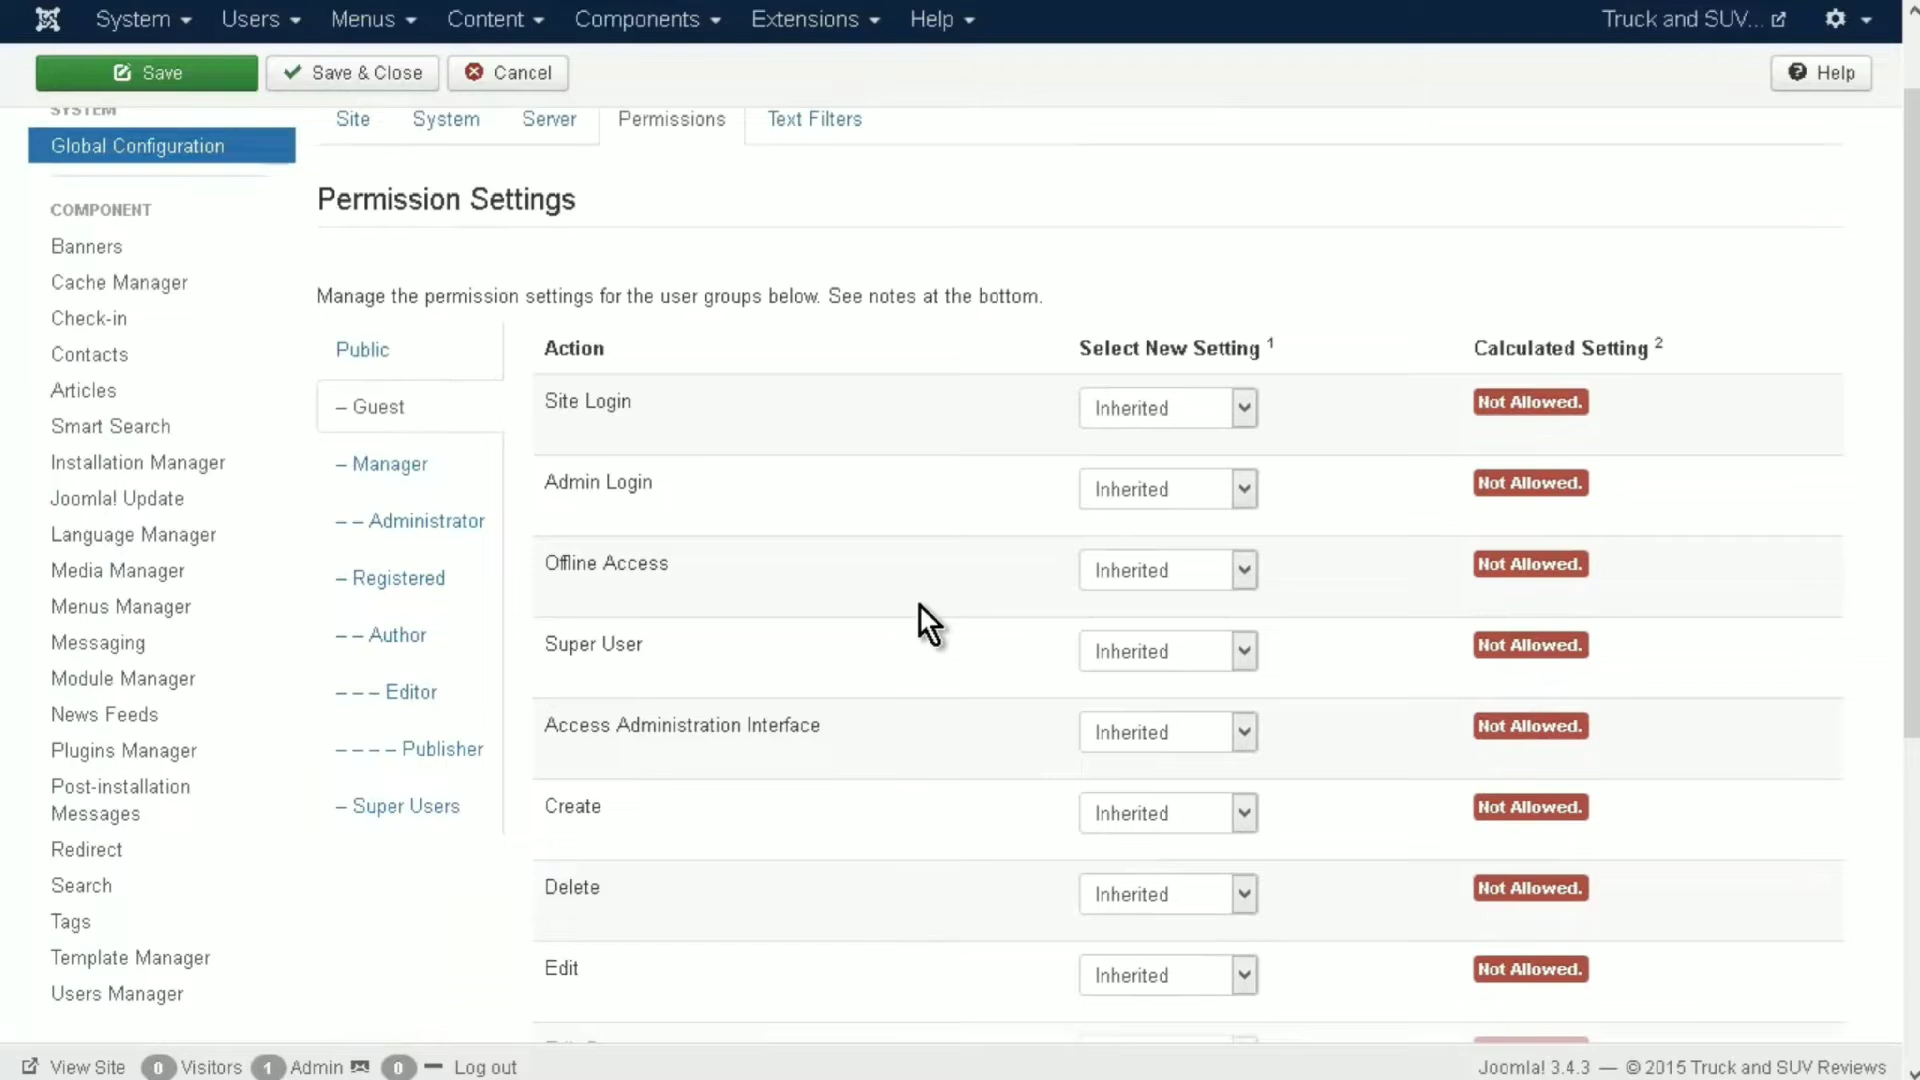 System Users Menus Content Components Extensions Help Truck and SUV...
Save Save & Close Cancel Help
SYSTEM
Site System Server Permissions Text Filters
Global Configuration
Permission Settings
COMPONENT
Banners
Cache Manager
Check-in
Contacts
Articles
Smart Search
Installation Manager
Joomla! Update
Language Manager
Media Manager
Menus Manager
Messaging
Module Manager
News Feeds
Plugins Manager
Post-installation
Messages
Redirect
Search
Tags
Template Manager
Users Manager
Manage the permission settings for the user groups below. See notes at the bottom.
Public
– Guest
– Manager
– – Administrator
– Registered
– – Author
– – – Editor
– – – – Publisher
– Super Users
Action Select New Setting 1 Calculated Setting 2
Site Login Inherited Not Allowed.
Admin Login Inherited Not Allowed.
Offline Access Inherited Not Allowed.
Super User Inherited Not Allowed.
Access Administration Interface Inherited Not Allowed.
Create Inherited Not Allowed.
Delete Inherited Not Allowed.
Edit Inherited Not Allowed.
View Site 0 Visitors 1 Admin 0 Log out Joomla! 3.4.3 — © 2015 Truck and SUV Reviews